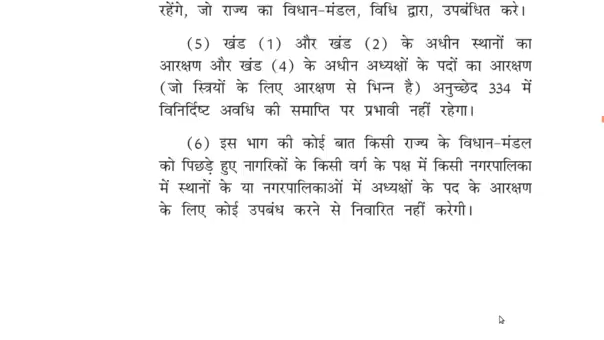 रहेंगे, जो राज्य का विधान-मंडल, विधि द्वारा, उपबंधित करे।
(5) खंड (1) और खंड (2) के अधीन स्थानों का
आरक्षण और खंड (4) के अधीन अध्यक्षों के पदों का आरक्षण
(जो स्त्रियों के लिए आरक्षण से भिन्न है) अनुच्छेद 334 में
विनिर्दिष्ट अवधि की समाप्ति पर प्रभावी नहीं रहेगा।
(6) इस भाग की कोई बात किसी राज्य के विधान-मंडल
को पिछड़े हुए नागरिकों के किसी वर्ग के पक्ष में किसी नगरपालिका
में स्थानों के या नगरपालिकाओं में अध्यक्षों के पद के आरक्षण
के लिए कोई उपबंध करने से निवारित नहीं करेगी।